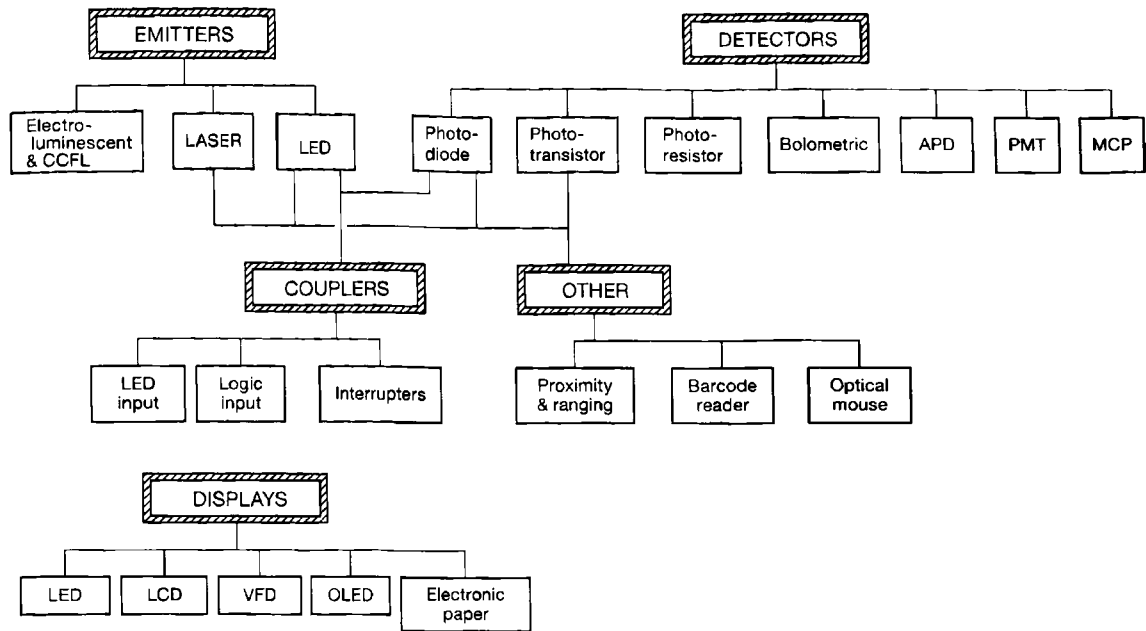 EMITTERS
DETECTORS
Electro-
luminescent
& CCFL
LASER
LED
Photo-
diode
Photo-
transistor
Photo-
resistor
Bolometric
APD
PMT
MCP
COUPLERS
OTHER
LED
input
Logic
input
Interrupters
Proximity
& ranging
Barcode
reader
Optical
mouse
DISPLAYS
LED
LCD
VFD
OLED
Electronic
paper